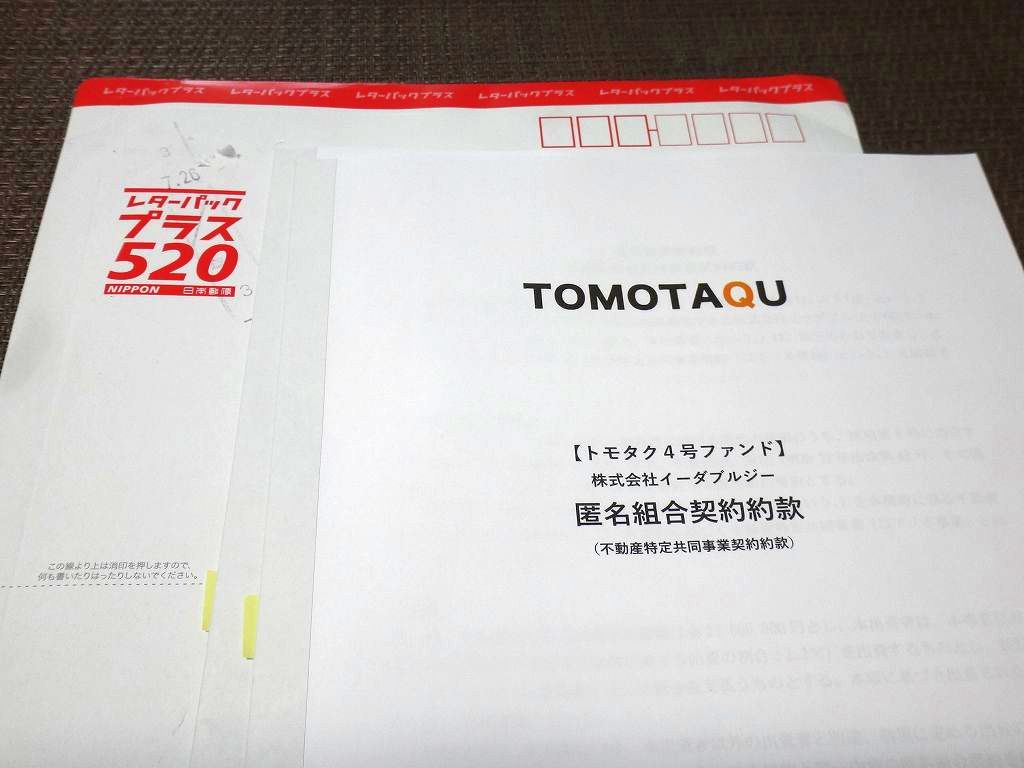 レターパックプラス レターパックプラス レターパックプラス レターパックプラス レターパックプラス レターパックプラス
7.26
レターパック
プラス
520
NIPPON 日本郵便
この線より上は消印を押しますので、
何も書いたりはったりしないでください。
TOMOTAQU
【トモタク4号ファンド】
株式会社イーダブルジー
匿名組合契約約款
（不動産特定共同事業契約約款）